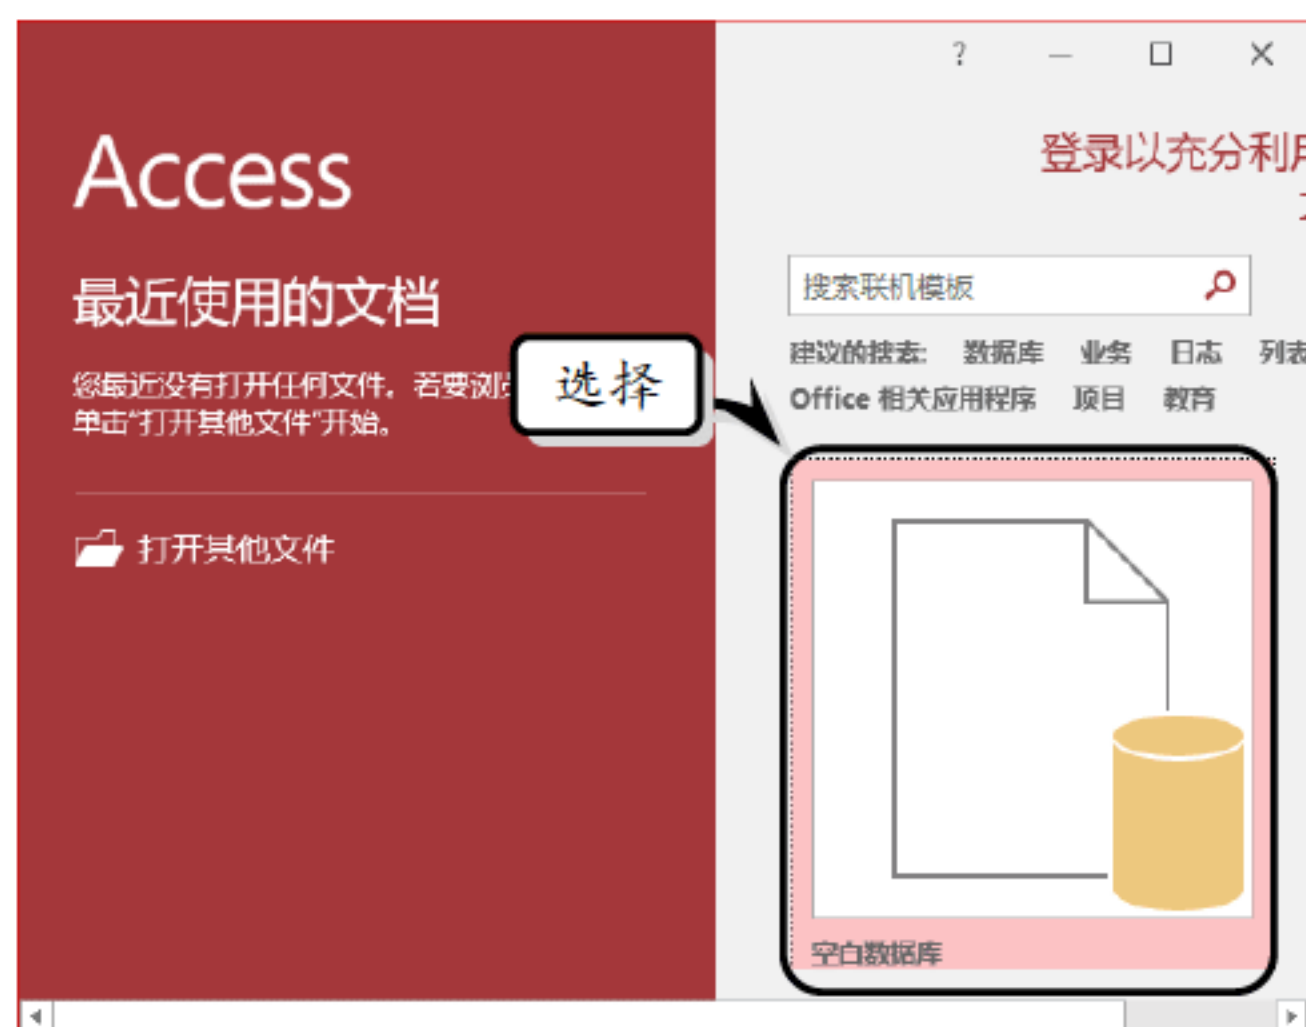 ?
Access
登录以充分利
最近使用的文档
搜索联机模板
建议的搜索: 数据库 业务 日志 列表
您最近没有打开任何文件。若要浏
选择
Office 相关应用程序 项目 教育
单击“打开其他文件”开始。
打开其他文件
空白数据库